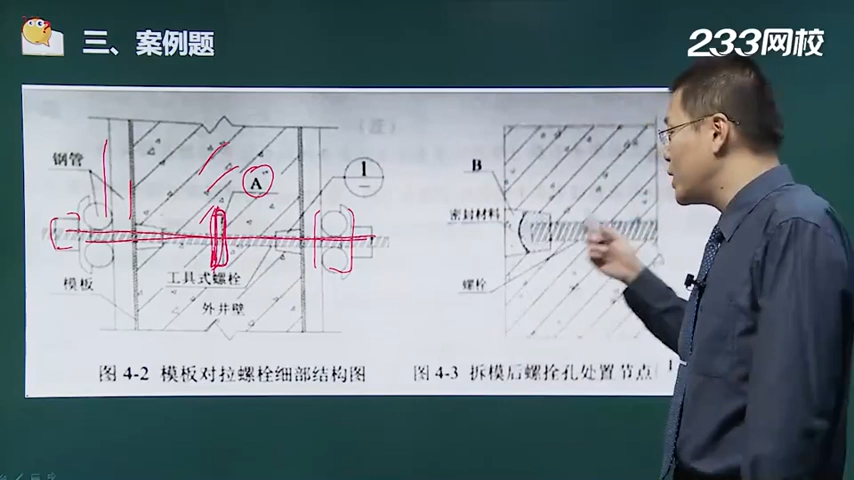 三、案例题
233网校
钢管
A
1
模板
工具式螺栓
外井壁
图 4-2 模板对拉螺栓细部结构图
B
密封材料
螺栓
图 4-3 拆模后螺栓孔处置节点
1